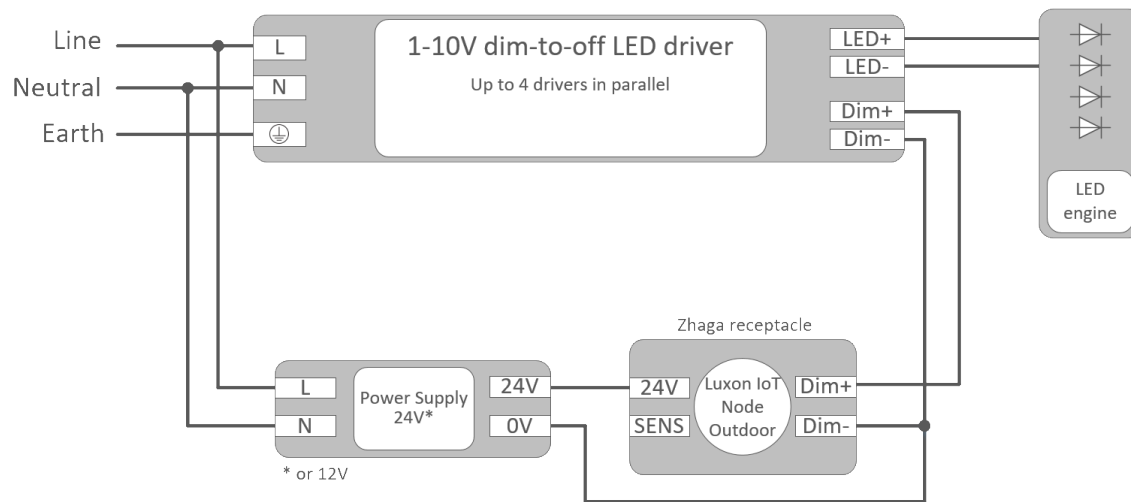 Line
Neutral
Earth
L
N
1-10V dim-to-off LED driver
Up to 4 drivers in parallel
LED+
LED-
Dim+
Dim-
LED
engine
Zhaga receptacle
L
N
Power Supply
24V*
24V
0V
* or 12V
24V
SENS
Luxon IoT
Node
Outdoor
Dim+
Dim-